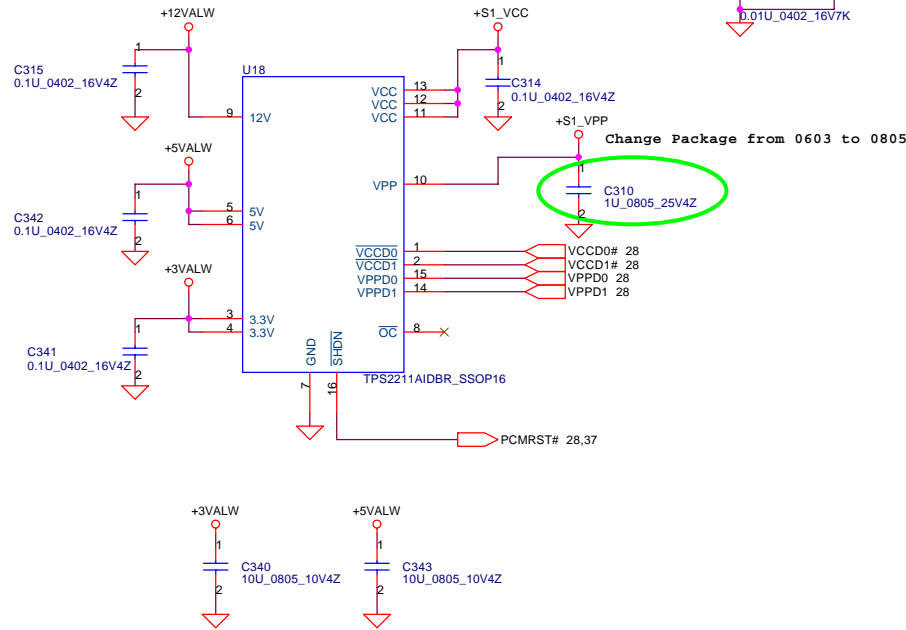 +12VALW
+S1_VCC
0.01U_0402_16V7K
1
C315
0.1U_0402_16V4Z
2
U18
9
12V
VCC
13
VCC
12
VCC
11
1
C314
0.1U_0402_16V4Z
2
+S1_VPP
Change Package from 0603 to 0805
+5VALW
VPP
10
1
C310
1U_0805_25V4Z
2
1
C342
0.1U_0402_16V4Z
2
5
5V
6
5V
VCCD0
1
VCCD0# 28
VCCD1
2
VCCD1# 28
VPPD0
15
VPPD0 28
VPPD1
14
VPPD1 28
+3VALW
3
3.3V
4
3.3V
OC
8
1
C341
0.1U_0402_16V4Z
2
GND
SHDN
7
16
TPS2211AIDBR_SSOP16
PCMRST# 28,37
+3VALW
+5VALW
1
C340
10U_0805_10V4Z
2
1
C343
10U_0805_10V4Z
2